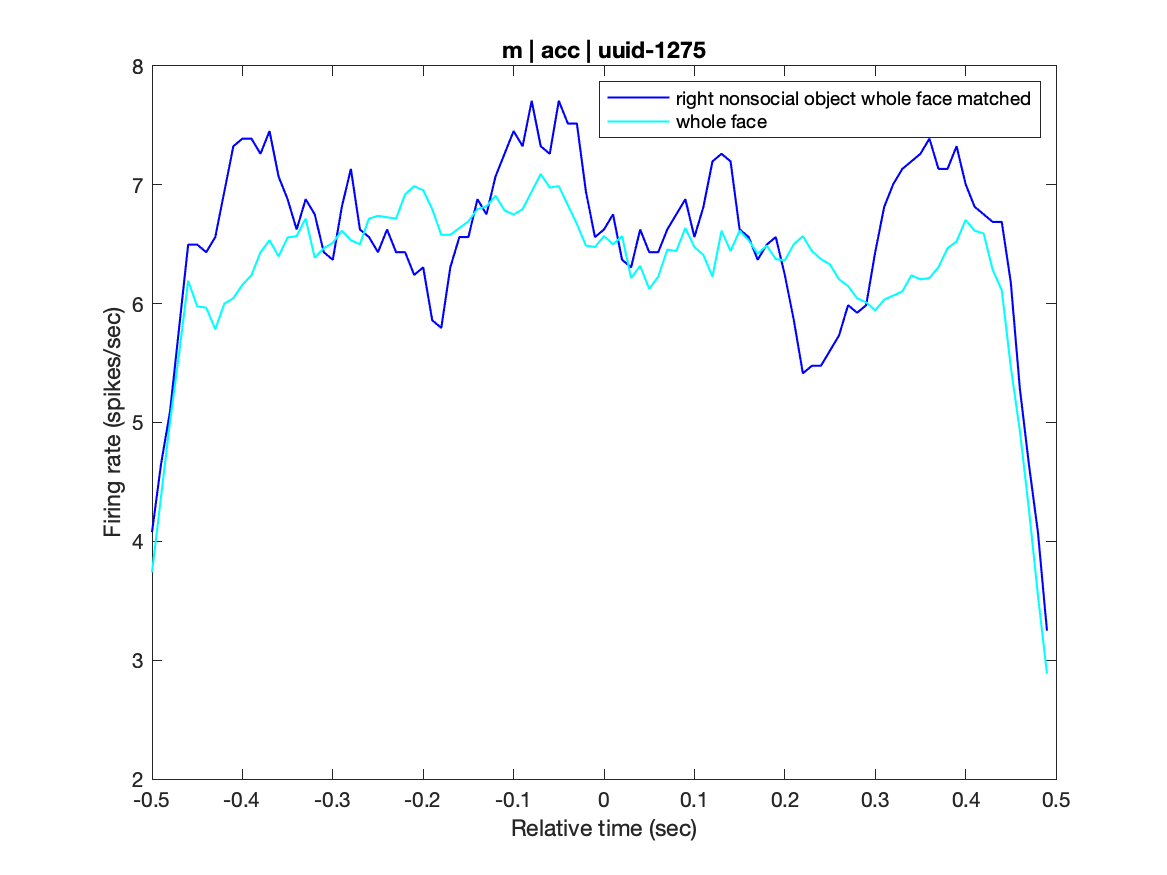 m | acc | uuid-1275
right nonsocial object whole face matched
whole face
Firing rate (spikes/sec)
8
7
6
5
4
3
2
-0.5 -0.4 -0.3 -0.2 -0.1 0 0.1 0.2 0.3 0.4 0.5
Relative time (sec)